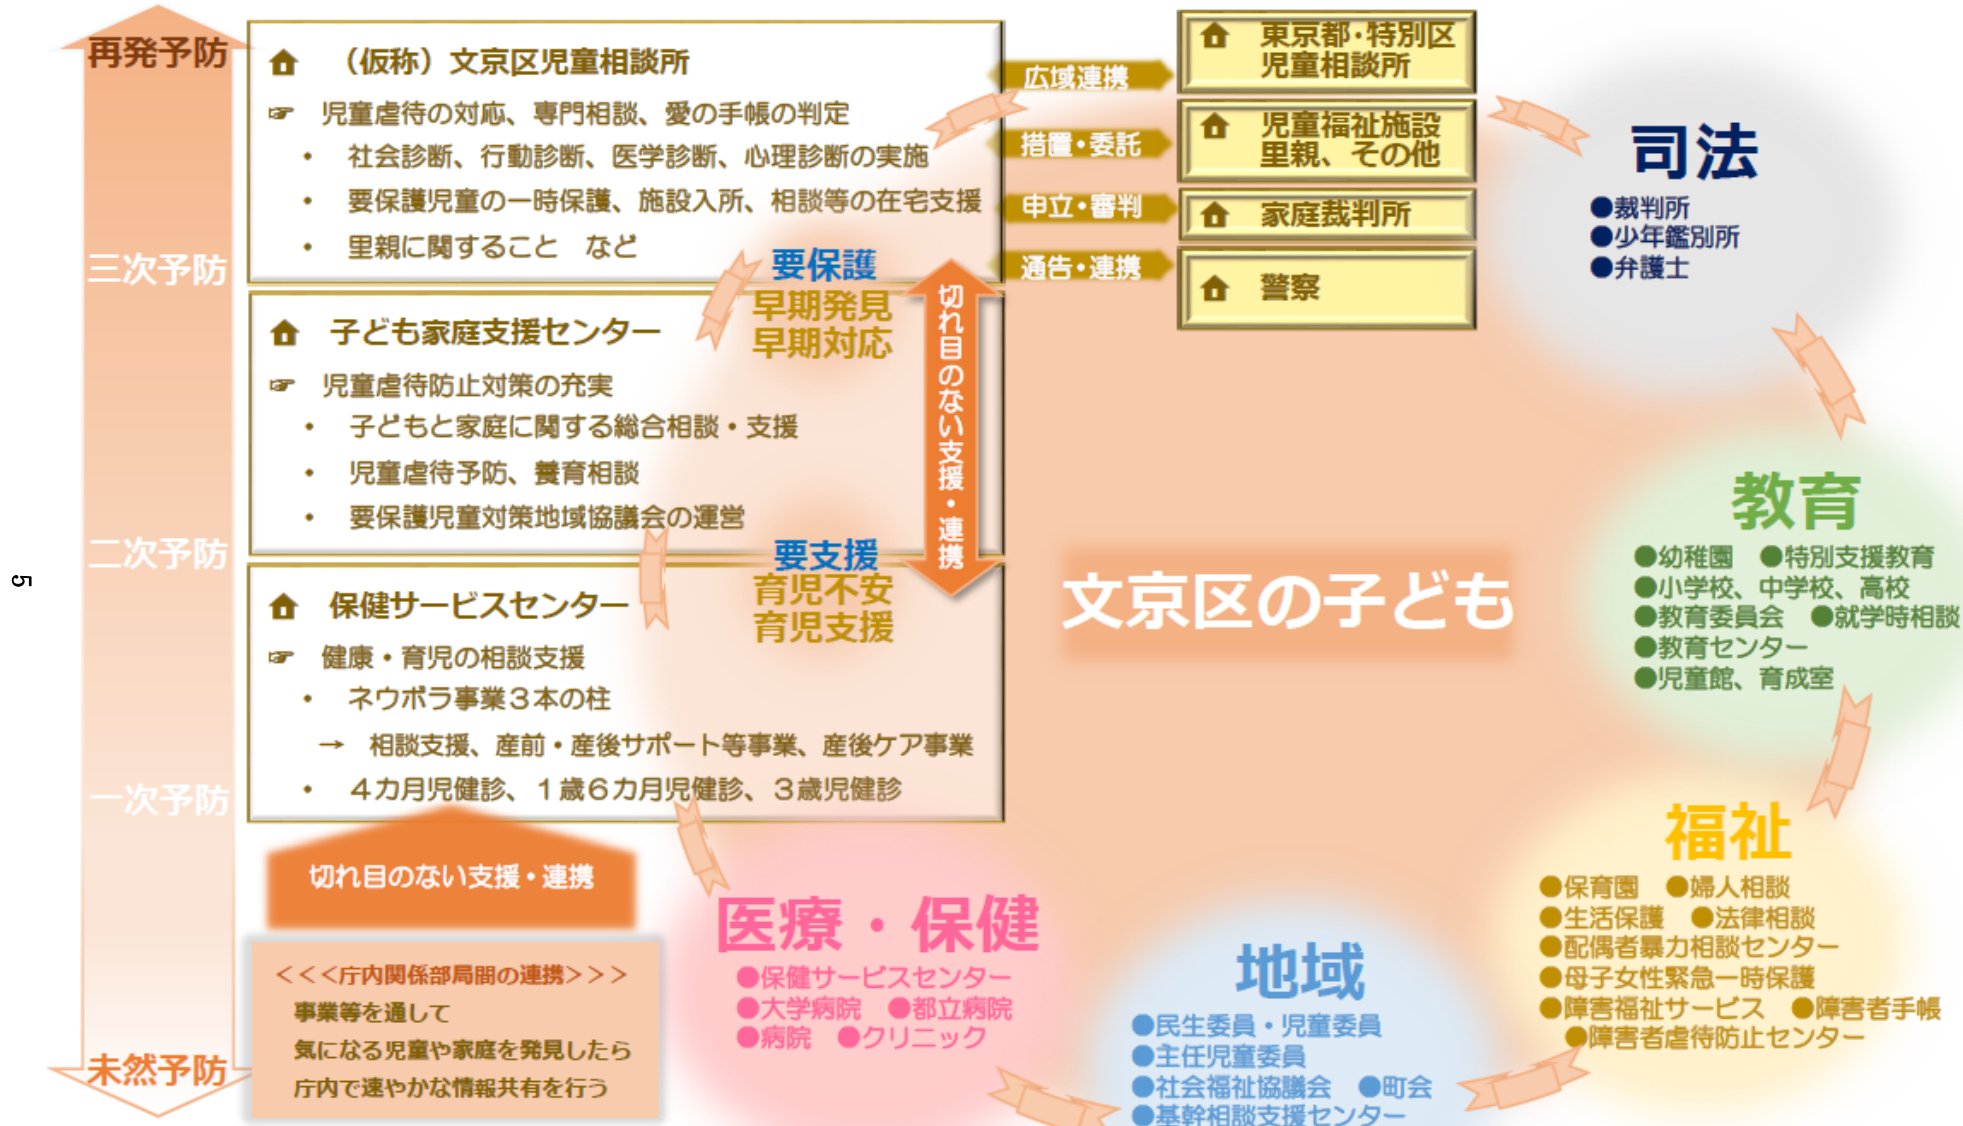 再発予防
三次予防
二次予防
一次予防
未然予防
5
（仮称）文京区児童相談所
☞ 児童虐待の対応、専門相談、愛の手帳の判定
・ 社会診断、行動診断、医学診断、心理診断の実施
・ 要保護児童の一時保護、施設入所、相談等の在宅支援
・ 里親に関すること　など
要保護
早期発見
早期対応
子ども家庭支援センター
☞ 児童虐待防止対策の充実
・ 子どもと家庭に関する総合相談・支援
・ 児童虐待予防、養育相談
・ 要保護児童対策地域協議会の運営
要支援
育児不安
育児支援
切れ目のない支援・連携
保健サービスセンター
☞ 健康・育児の相談支援
・ ネウボラ事業３本の柱
→ 相談支援、産前・産後サポート等事業、産後ケア事業
・ ４カ月児健診、１歳６カ月児健診、３歳児健診
切れ目のない支援・連携
＜＜＜庁内関係部局間の連携＞＞＞
事業等を通して
気になる児童や家庭を発見したら
庁内で速やかな情報共有を行う
広域連携
措置・委託
申立・審判
通告・連携
東京都・特別区
児童相談所
児童福祉施設
里親、その他
家庭裁判所
警察
文京区の子ども
司法
●裁判所
●少年鑑別所
●弁護士
教育
●幼稚園　●特別支援教育
●小学校、中学校、高校
●教育委員会　●就学時相談
●教育センター
●児童館、育成室
福祉
●保育園　●婦人相談
●生活保護　●法律相談
●配偶者暴力相談センター
●母子女性緊急一時保護
●障害福祉サービス　●障害者手帳
●障害者虐待防止センター
地域
●民生委員・児童委員
●主任児童委員
●社会福祉協議会　●町会
●基幹相談支援センター
医療・保健
●保健サービスセンター
●大学病院　●都立病院
●病院　●クリニック